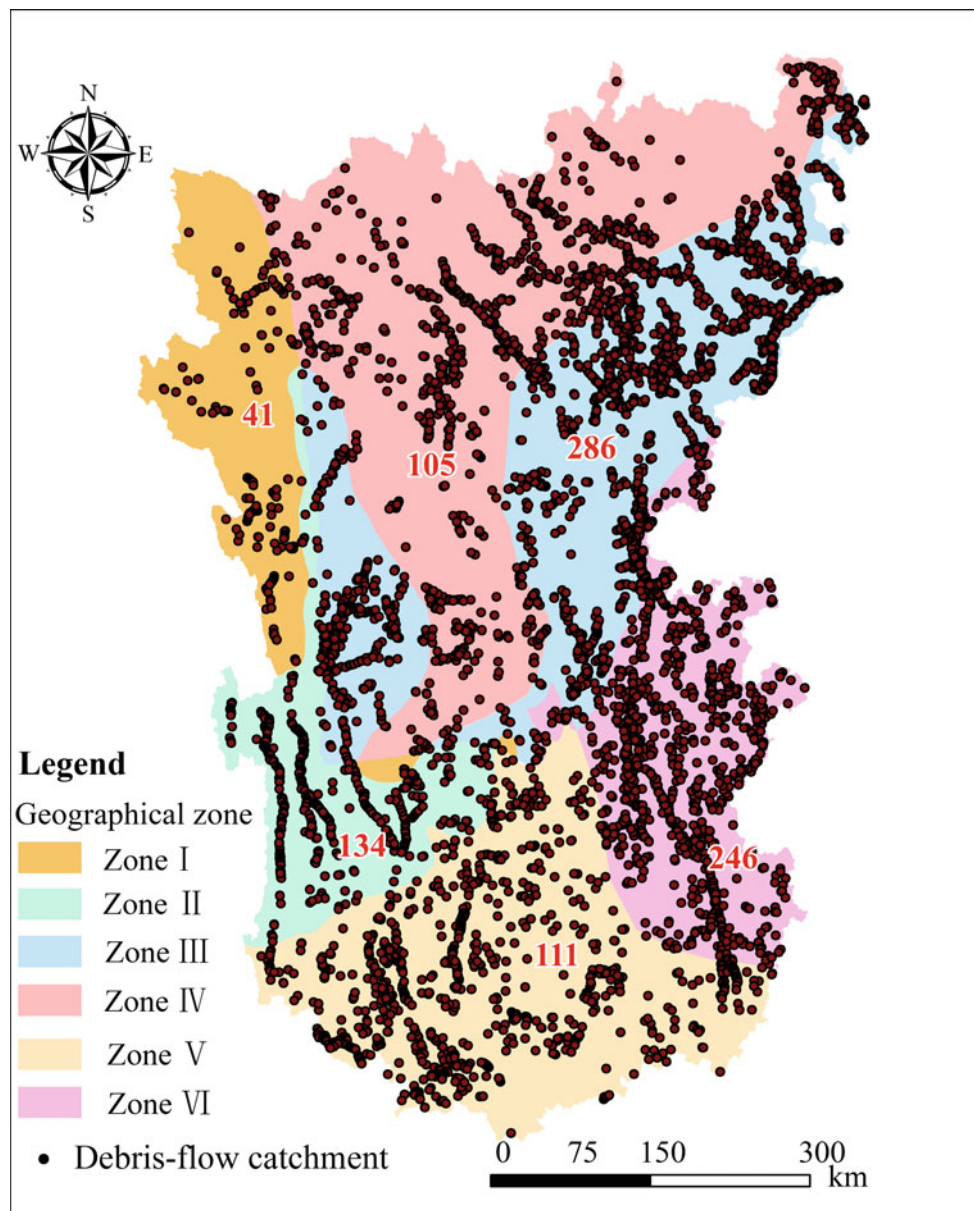 N
W E
S
41
105
286
134
246
111
Legend
Geographical zone
Zone I
Zone II
Zone III
Zone IV
Zone V
Zone VI
Debris-flow catchment
0 75 150 300
km